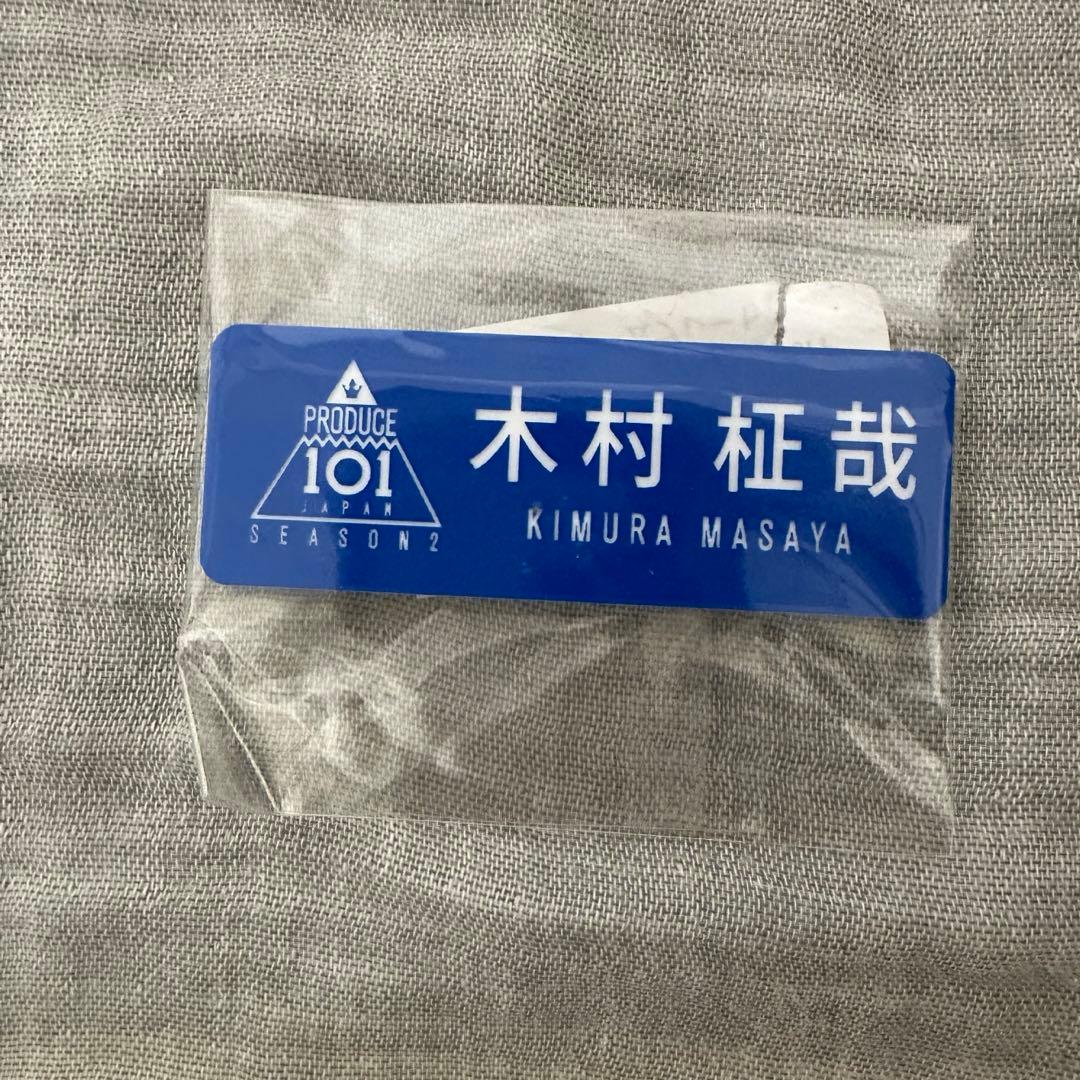 PRODUCE
101
JAPAN
SEASON2
木村 柾哉
KIMURA MASAYA